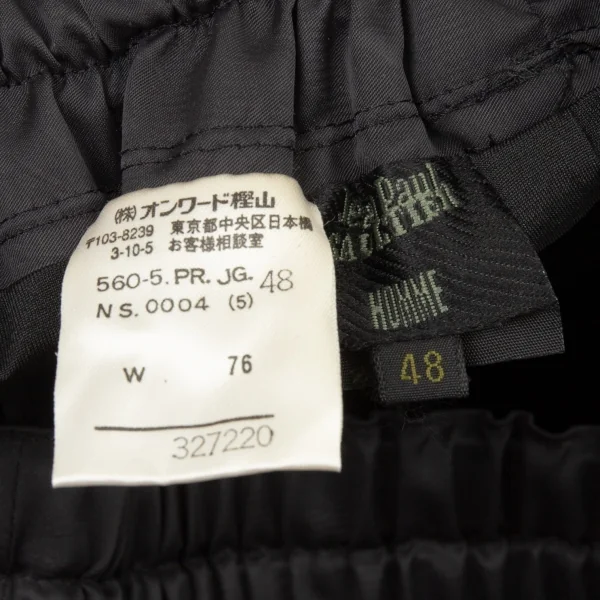 (株)オンワード樫山
〒103-8239 東京都中央区日本橋
3-10-5 お客様相談室
560-5. PR. JG. 48
NS. 0004 (5)
W 76
327220
Paul
HOMME
48